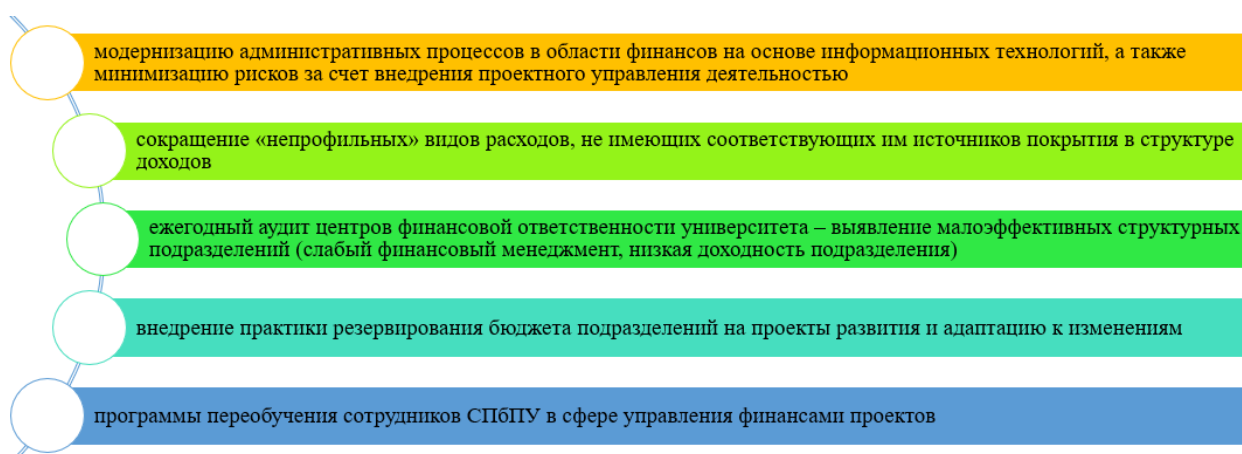 модернизацию административных процессов в области финансов на основе информационных технологий, а также
минимизацию рисков за счет внедрения проектного управления деятельностью
сокращение «непрофильных» видов расходов, не имеющих соответствующих им источников покрытия в структуре
доходов
ежегодный аудит центров финансовой ответственности университета – выявление малоэффективных структурных
подразделений (слабый финансовый менеджмент, низкая доходность подразделения)
внедрение практики резервирования бюджета подразделений на проекты развития и адаптацию к изменениям
программы переобучения сотрудников СПбПУ в сфере управления финансами проектов